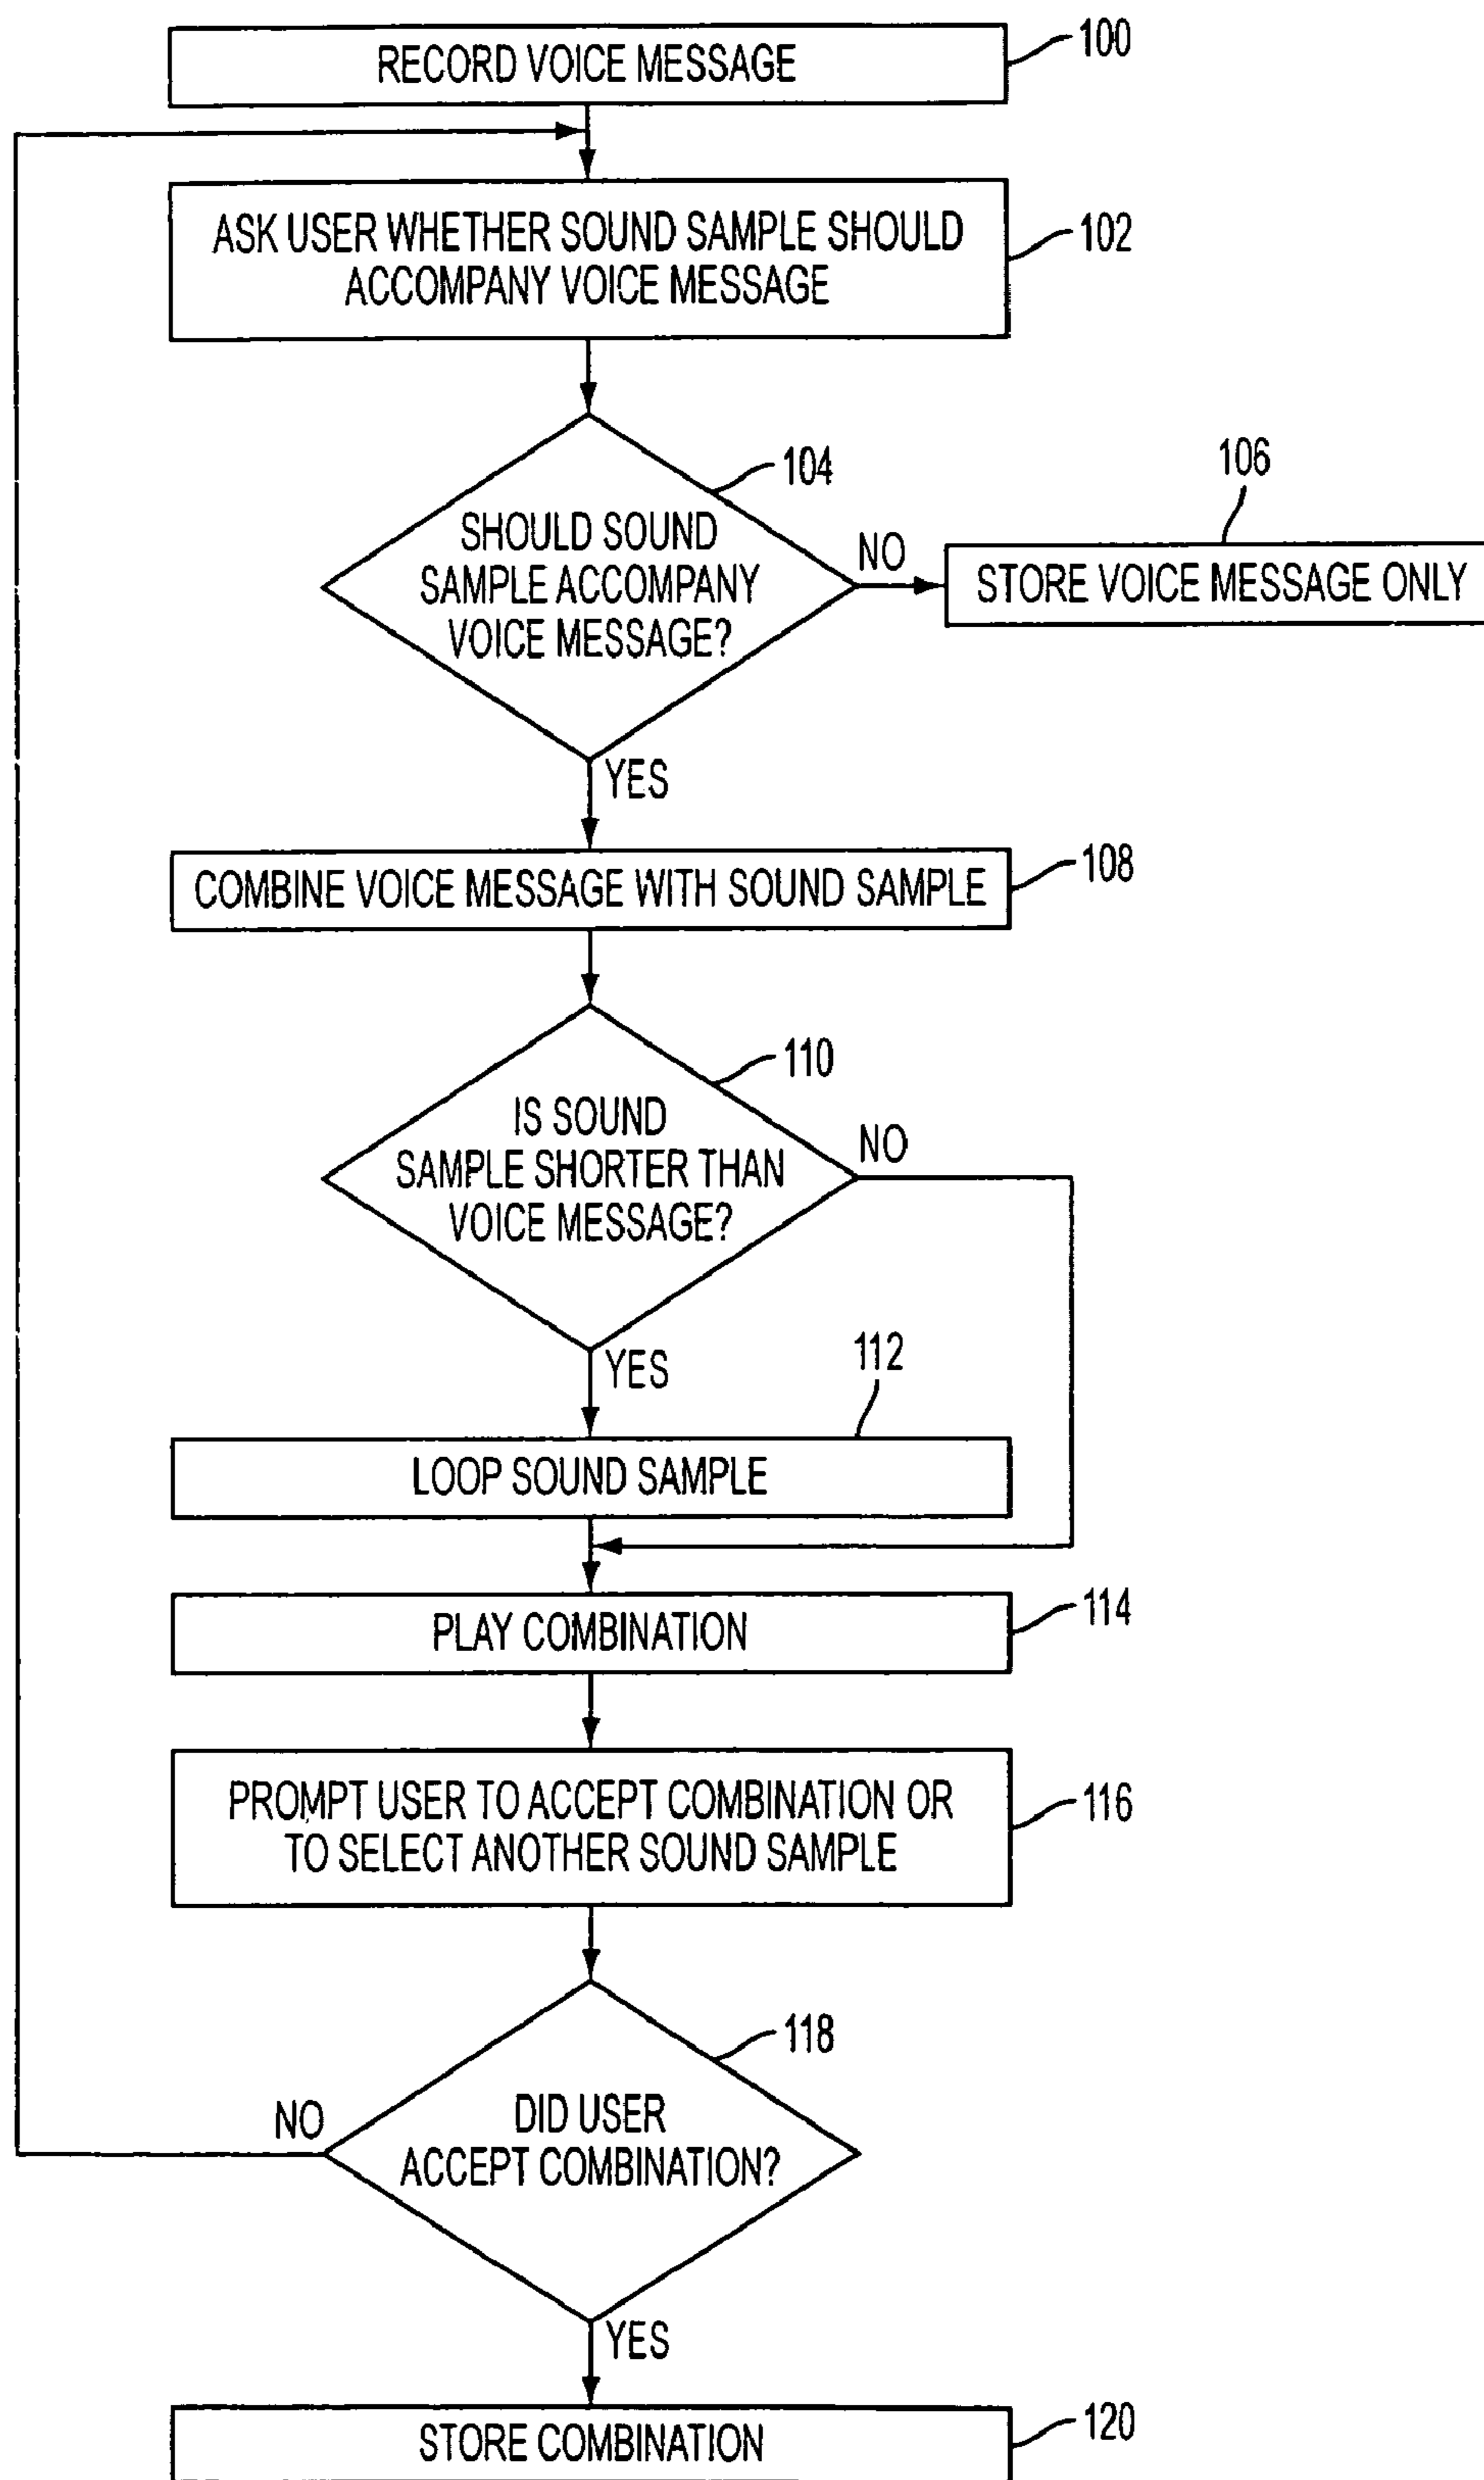 RECORD VOICE MESSAGE
100
ASK USER WHETHER SOUND SAMPLE SHOULD
ACCOMPANY VOICE MESSAGE
102
104
SHOULD SOUND
SAMPLE ACCOMPANY
VOICE MESSAGE?
NO
106
STORE VOICE MESSAGE ONLY
YES
COMBINE VOICE MESSAGE WITH SOUND SAMPLE
108
110
IS SOUND
SAMPLE SHORTER THAN
VOICE MESSAGE?
NO
YES
112
LOOP SOUND SAMPLE
PLAY COMBINATION
114
PROMPT USER TO ACCEPT COMBINATION OR
TO SELECT ANOTHER SOUND SAMPLE
116
118
DID USER
ACCEPT COMBINATION?
NO
YES
STORE COMBINATION
120